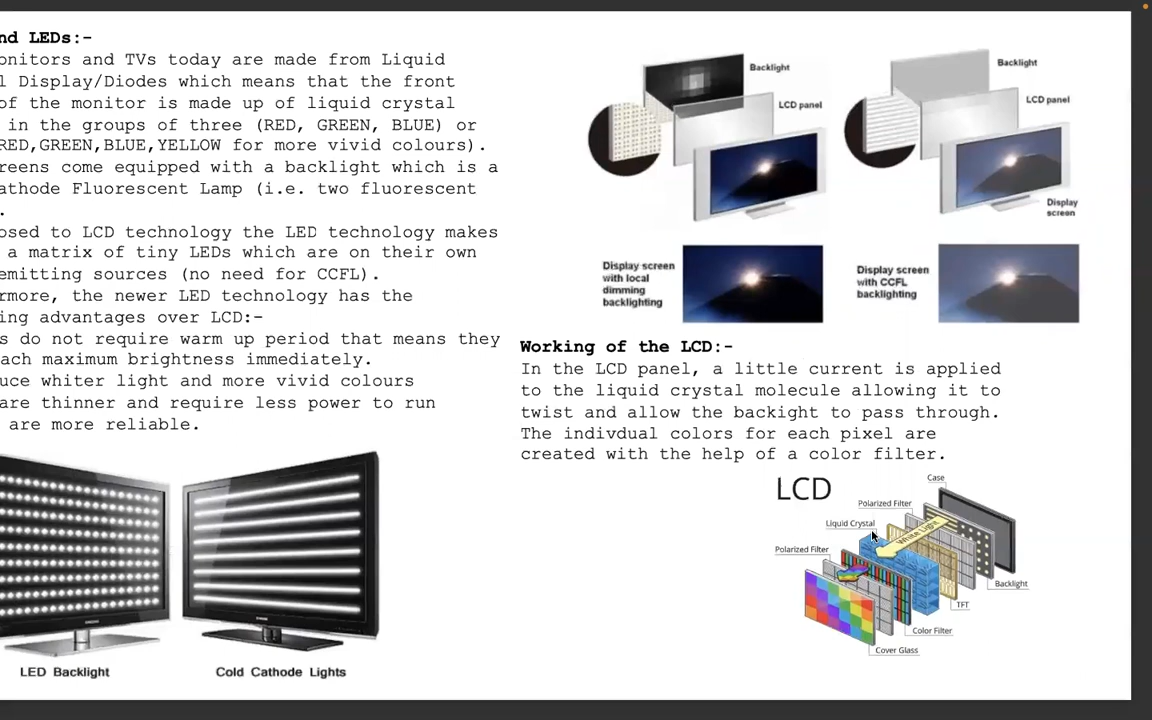 nd LEDs:-
onitors and TVs today are made from Liquid
l Display/Diodes which means that the front
of the monitor is made up of liquid crystal
in the groups of three (RED, GREEN, BLUE) or
RED,GREEN,BLUE,YELLOW for more vivid colours).
reens come equipped with a backlight which is a
athode Fluorescent Lamp (i.e. two fluorescent
.
osed to LCD technology the LED technology makes
a matrix of tiny LEDs which are on their own
emitting sources (no need for CCFL).
rmore, the newer LED technology has the
ing advantages over LCD:-
s do not require warm up period that means they
ach maximum brightness immediately.
uce whiter light and more vivid colours
are thinner and require less power to run
are more reliable.
LED Backlight
Cold Cathode Lights
Backlight
LCD panel
Backlight
LCD panel
Display
screen
Display screen
with local
dimming
backlighting
Display screen
with CCFL
backlighting
Working of the LCD:-
In the LCD panel, a little current is applied
to the liquid crystal molecule allowing it to
twist and allow the backight to pass through.
The indivdual colors for each pixel are
created with the help of a color filter.
LCD
Case
Polarized Filter
Liquid Crystal
White Light
Polarized Filter
Backlight
TFT
Color Filter
Cover Glass